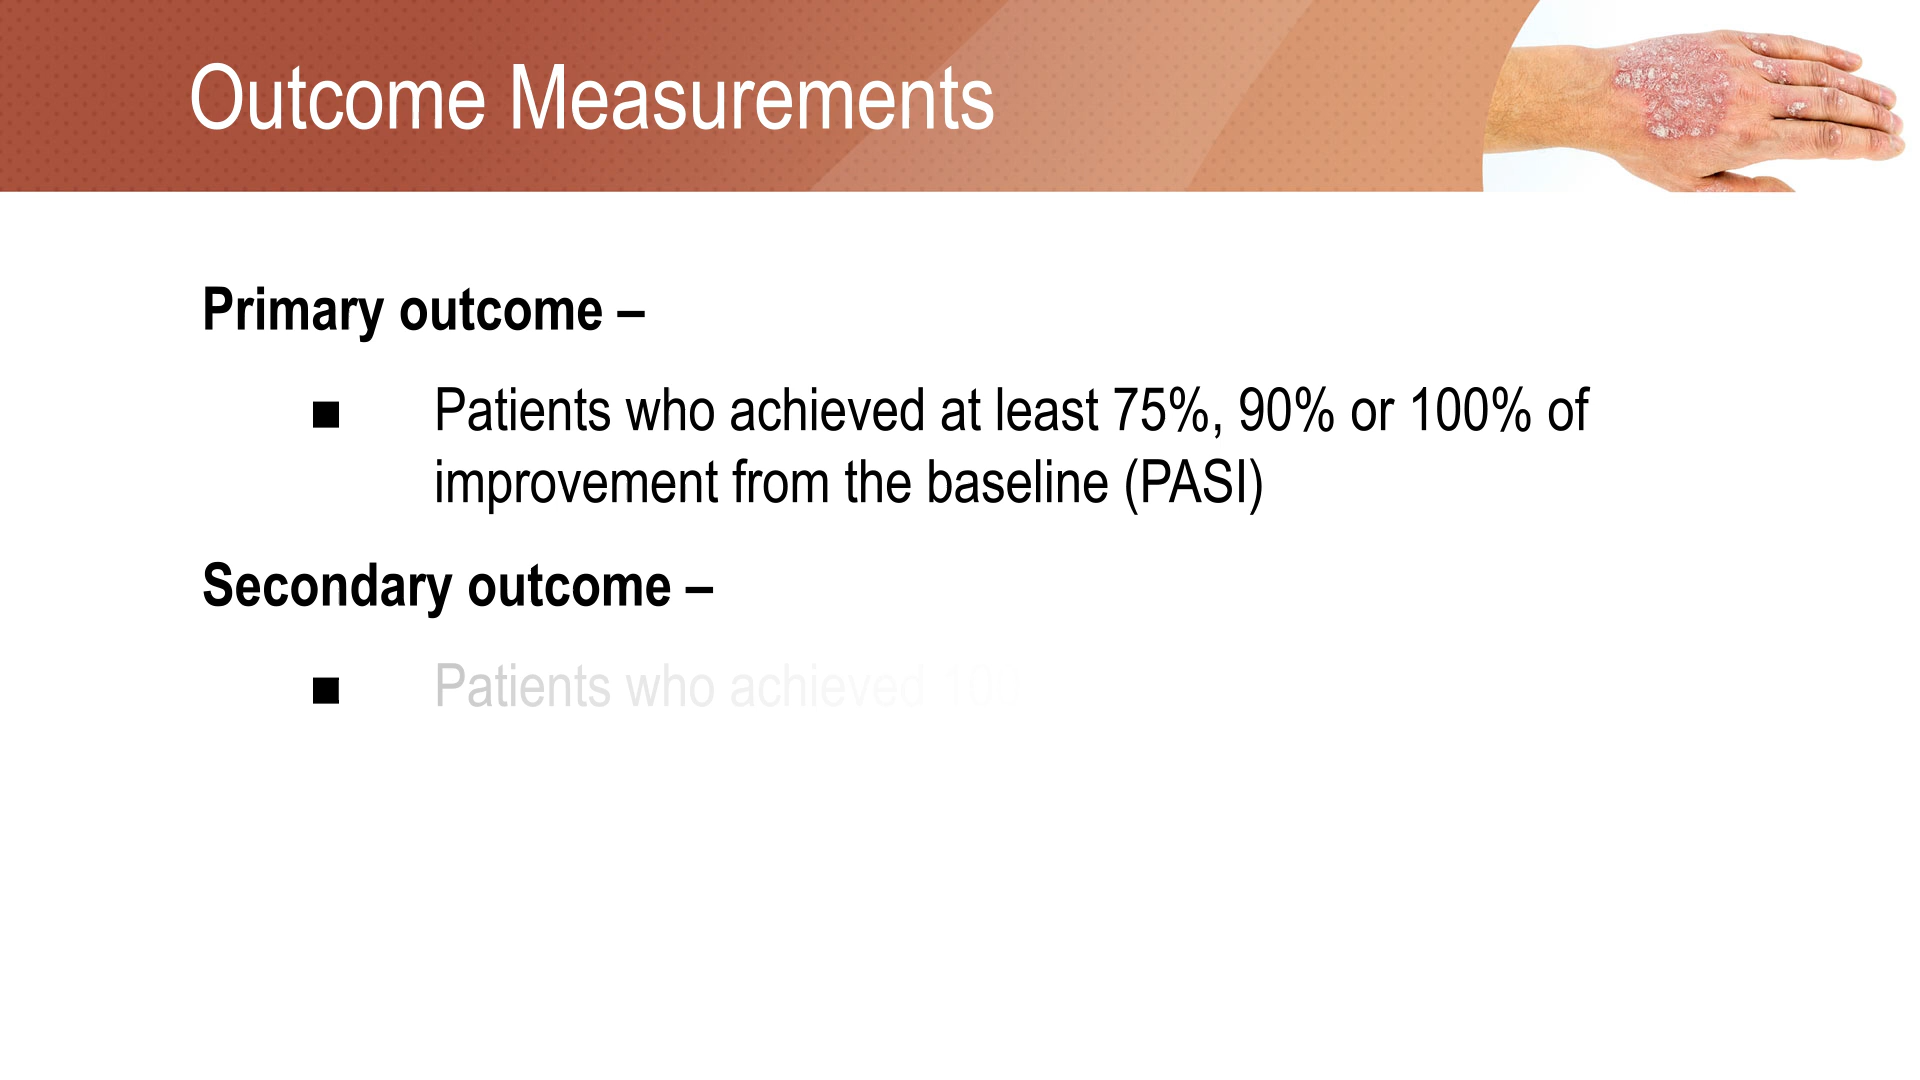 Outcome Measurements
Primary outcome –
■ Patients who achieved at least 75%, 90% or 100% of
improvement from the baseline (PASI)
Secondary outcome –
■ Patients who achieved